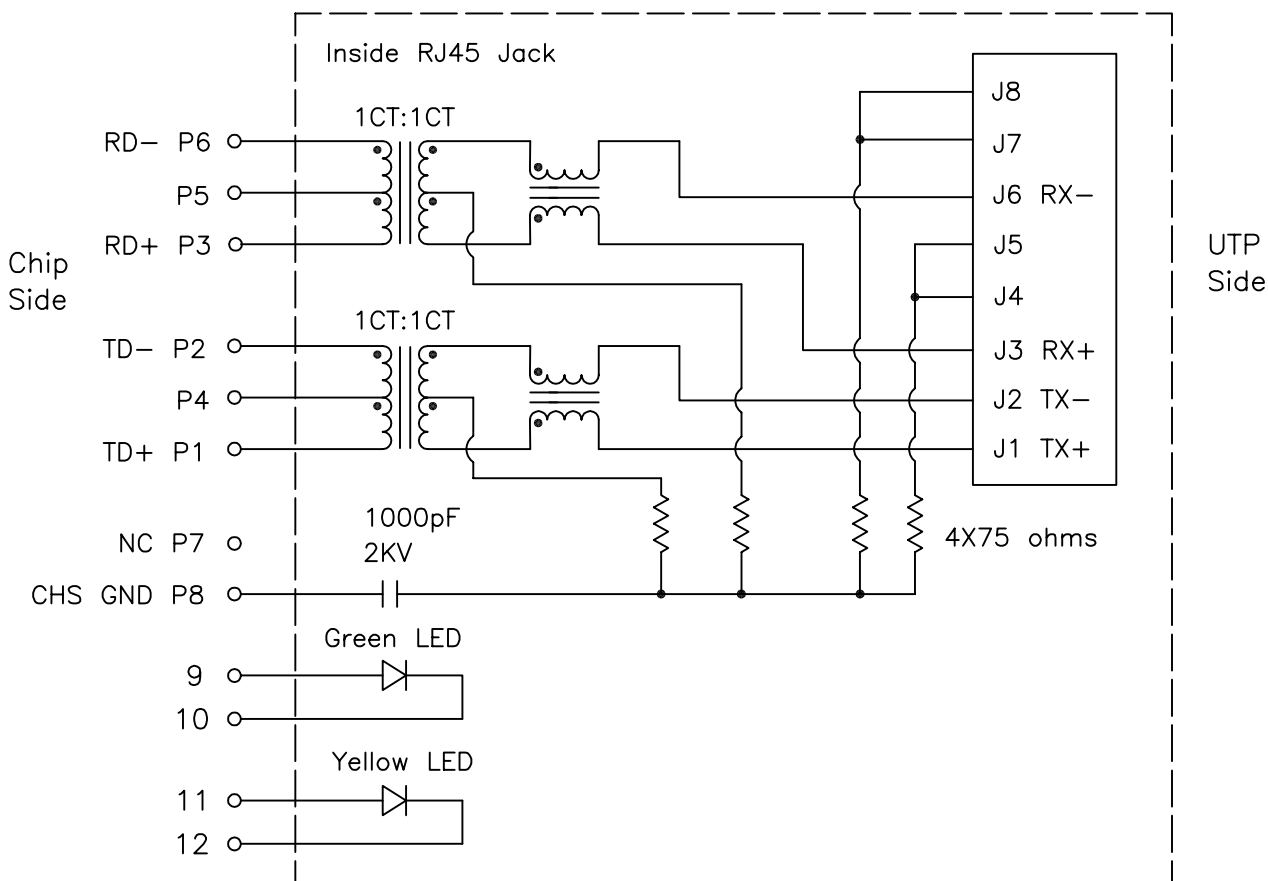 Inside RJ45 Jack
1CT:1CT
RD- P6
P5
RD+ P3
Chip
Side
1CT:1CT
TD- P2
P4
TD+ P1
1000pF
2KV
NC P7
CHS GND P8
Green LED
9
10
Yellow LED
11
12
J8
J7
J6 RX-
J5
J4
J3 RX+
J2 TX-
J1 TX+
4X75 ohms
UTP
Side